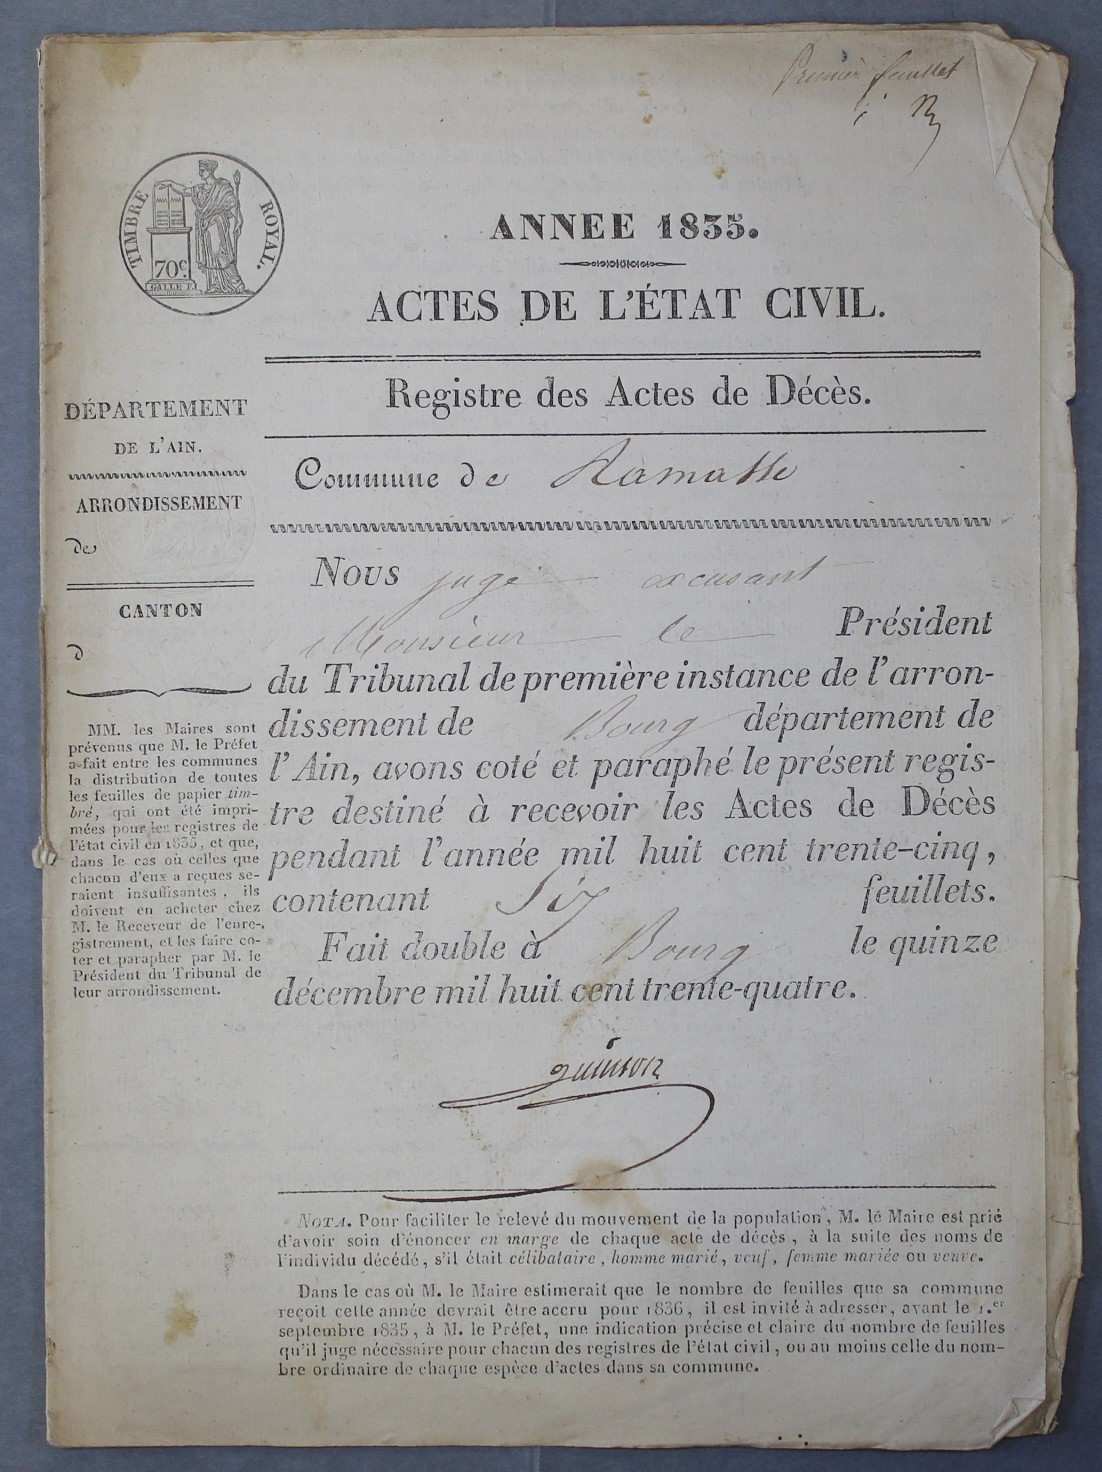 Premier feuillet
TIMBRE ROYAL.
70c.
GALLE F.
ANNEE 1835.
ACTES DE L'ÉTAT CIVIL.
Registre des Actes de Décès.
Commune de Ramasse
DÉPARTEMENT
DE L'AIN.
ARRONDISSEMENT
de
CANTON
d
MM. les Maires sont
prévenus que M. le Préfet
a fait entre les communes
la distribution de toutes
les feuilles de papier tim-
bré, qui ont été impri-
mées pour les registres de
l'état civil en 1835, et que,
dans le cas où celles que
chacun d'eux a reçues se-
raient insuffisantes, ils
doivent en acheter chez
M. le Receveur de l'enre-
gistrement, et les faire co-
ter et parapher par M. le
Président du Tribunal de
leur arrondissement.
Nous juge excusant
Monsieur le Président
du Tribunal de première instance de l'arron-
dissement de Bourg département de
l'Ain, avons coté et paraphé le présent regis-
tre destiné à recevoir les Actes de Décès
pendant l'année mil huit cent trente-cinq,
contenant Six feuillets.
Fait double à Bourg le quinze
décembre mil huit cent trente-quatre.
quinson
NOTA. Pour faciliter le relevé du mouvement de la population, M. le Maire est prié
d'avoir soin d'énoncer en marge de chaque acte de décès, à la suite des noms de
l'individu décédé, s'il était célibataire, homme marié, veuf, femme mariée ou veuve.
Dans le cas où M. le Maire estimerait que le nombre de feuilles que sa commune
reçoit cette année devrait être accru pour 1836, il est invité à adresser, avant le 1.er
septembre 1835, à M. le Préfet, une indication précise et claire du nombre de feuilles
qu'il juge nécessaire pour chacun des registres de l'état civil, ou au moins celle du nom-
bre ordinaire de chaque espèce d'actes dans sa commune.